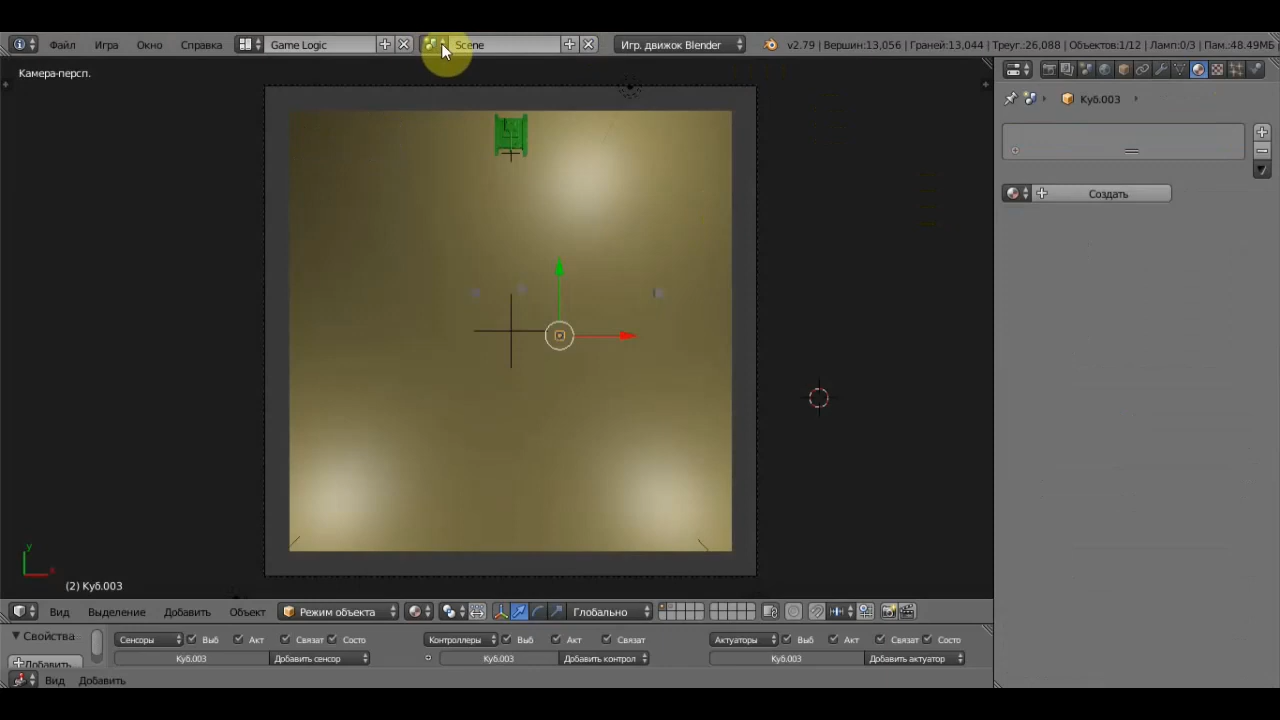 Файл Игра Окно Справка Game Logic Scene Игр. движок Blender v2.79 | Вершин:13,056 | Граней:13,044 | Треуг.:26,088 | Объекты:1/12 | Ламп:0/3 | Пам.:48.49МБ
Камера-персп.
Куб.003
Создать
y
x
(2) Куб.003
Вид Выделение Добавить Объект Режим объекта Глобально
Свойства Сенсоры Выб Акт Связат Состо Контроллеры Выб Акт Связат Актуаторы Выб Акт Связат Состо
Добавить Куб.003 Добавить сенсор Куб.003 Добавить контрол Куб.003 Добавить актуатор
Вид Добавить